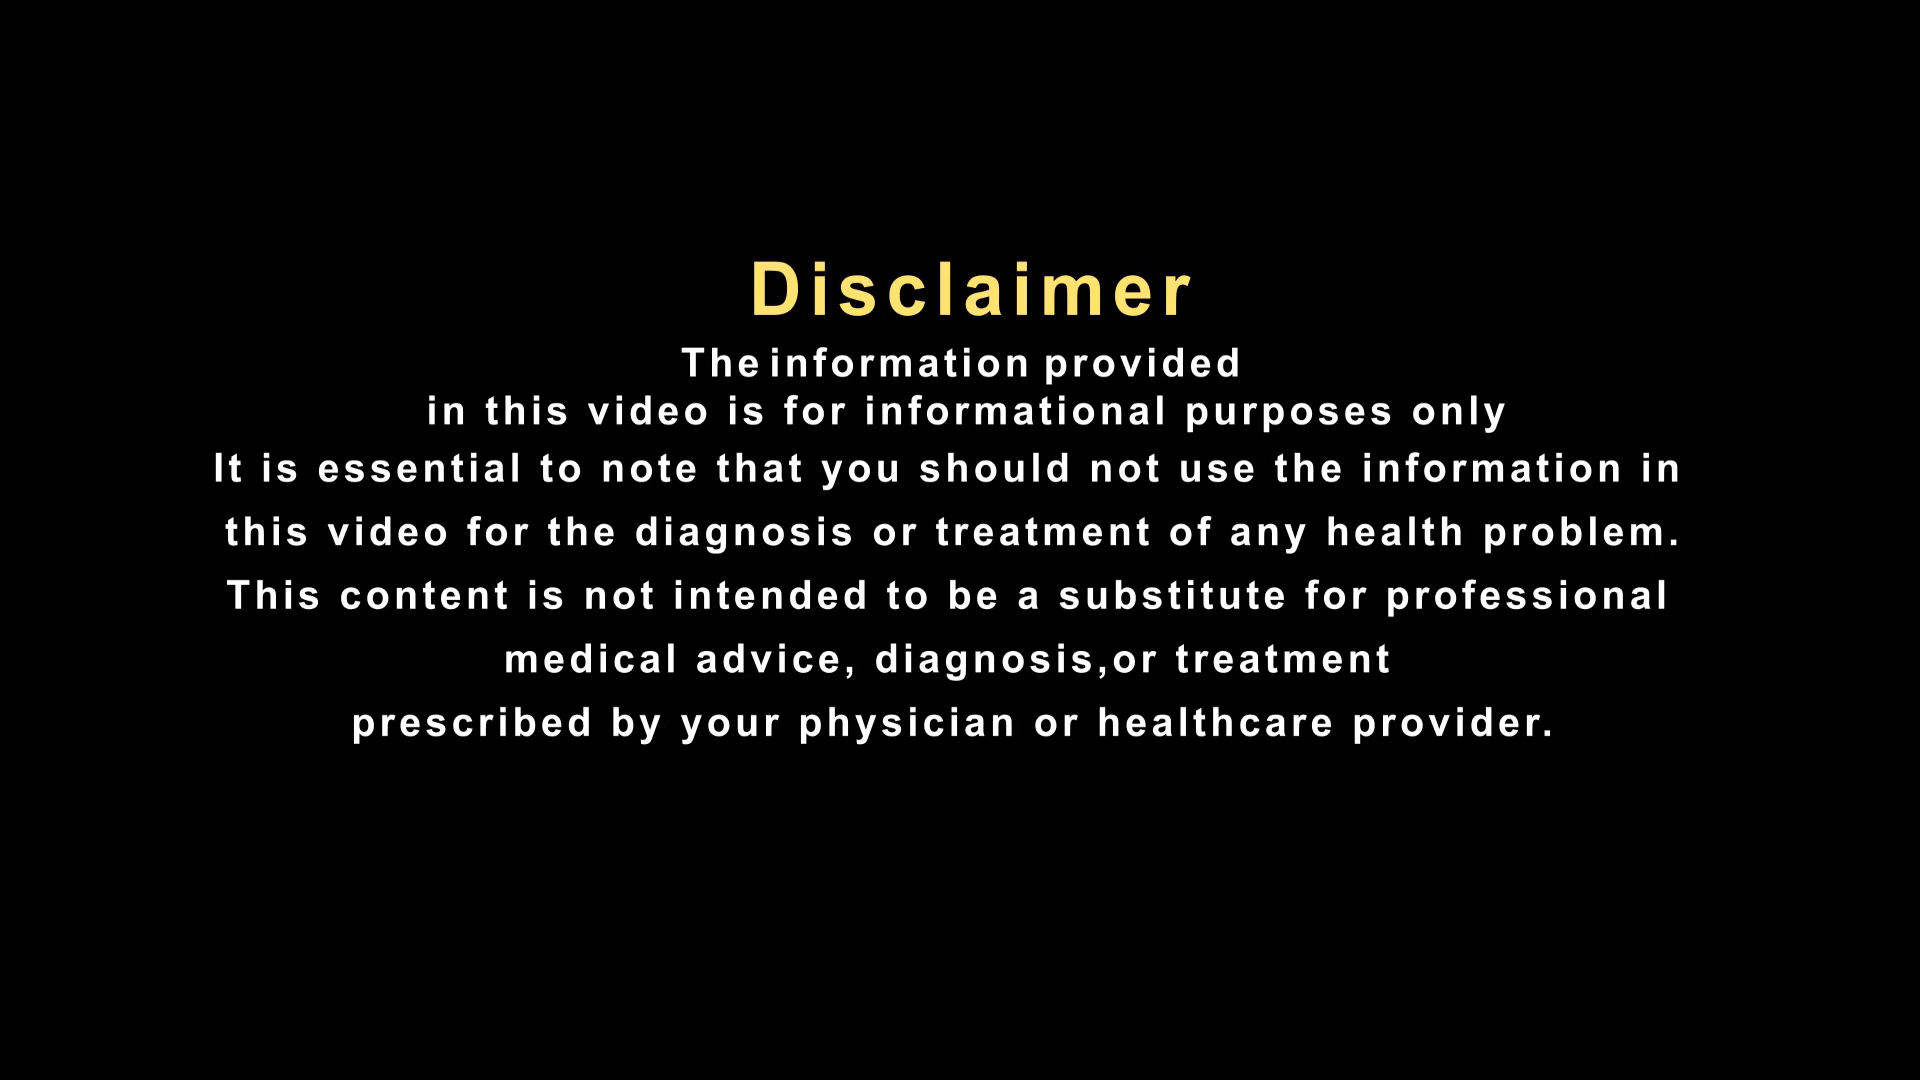 Disclaimer
The information provided
in this video is for informational purposes only
It is essential to note that you should not use the information in
this video for the diagnosis or treatment of any health problem.
This content is not intended to be a substitute for professional
medical advice, diagnosis,or treatment
prescribed by your physician or healthcare provider.